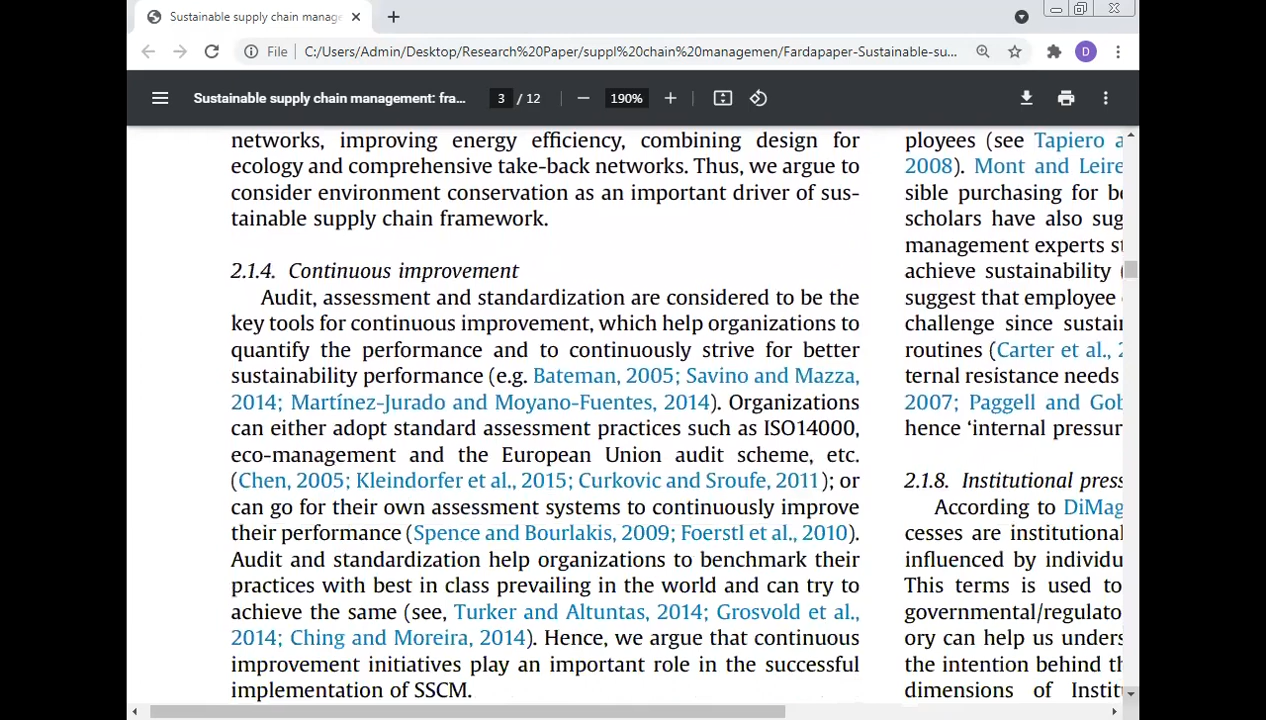 Sustainable supply chain manage
File
C:/Users/Admin/Desktop/Research%20Paper/suppl%20chain%20managemen/Fardapaper-Sustainable-su...
D
Sustainable supply chain management: fra...
3 / 12
190%
networks, improving energy efficiency, combining design for
ecology and comprehensive take-back networks. Thus, we argue to
consider environment conservation as an important driver of sus-
tainable supply chain framework.
2.1.4. Continuous improvement
Audit, assessment and standardization are considered to be the
key tools for continuous improvement, which help organizations to
quantify the performance and to continuously strive for better
sustainability performance (e.g. Bateman, 2005; Savino and Mazza,
2014; Martínez-Jurado and Moyano-Fuentes, 2014). Organizations
can either adopt standard assessment practices such as ISO14000,
eco-management and the European Union audit scheme, etc.
(Chen, 2005; Kleindorfer et al., 2015; Curkovic and Sroufe, 2011); or
can go for their own assessment systems to continuously improve
their performance (Spence and Bourlakis, 2009; Foerstl et al., 2010).
Audit and standardization help organizations to benchmark their
practices with best in class prevailing in the world and can try to
achieve the same (see, Turker and Altuntas, 2014; Grosvold et al.,
2014; Ching and Moreira, 2014). Hence, we argue that continuous
improvement initiatives play an important role in the successful
implementation of SSCM.
ployees (see Tapiero a
2008). Mont and Leire
sible purchasing for be
scholars have also sug
management experts st
achieve sustainability (
suggest that employee
challenge since sustai
routines (Carter et al., 2
ternal resistance needs
2007; Paggell and Gob
hence 'internal pressur
2.1.8. Institutional press
According to DiMag
cesses are institutional
influenced by individu
This terms is used to
governmental/regulato
ory can help us unders
the intention behind th
dimensions of Instit